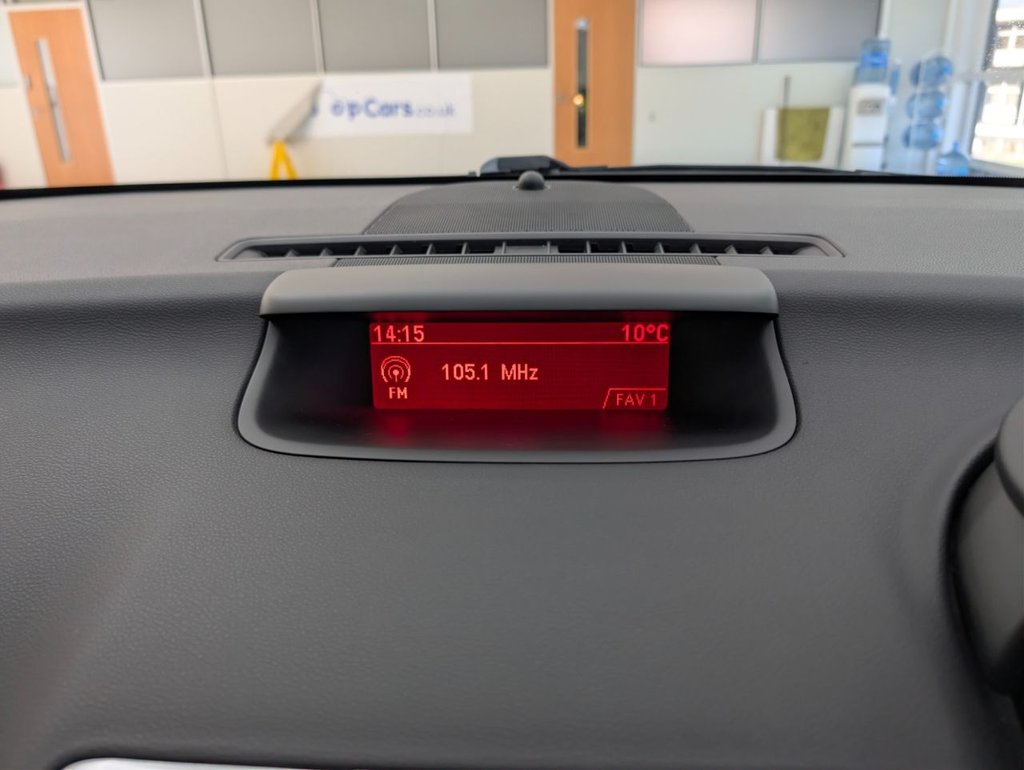 pCars.co.uk
14:15 10°C
105.1 MHz
FM
FAV 1